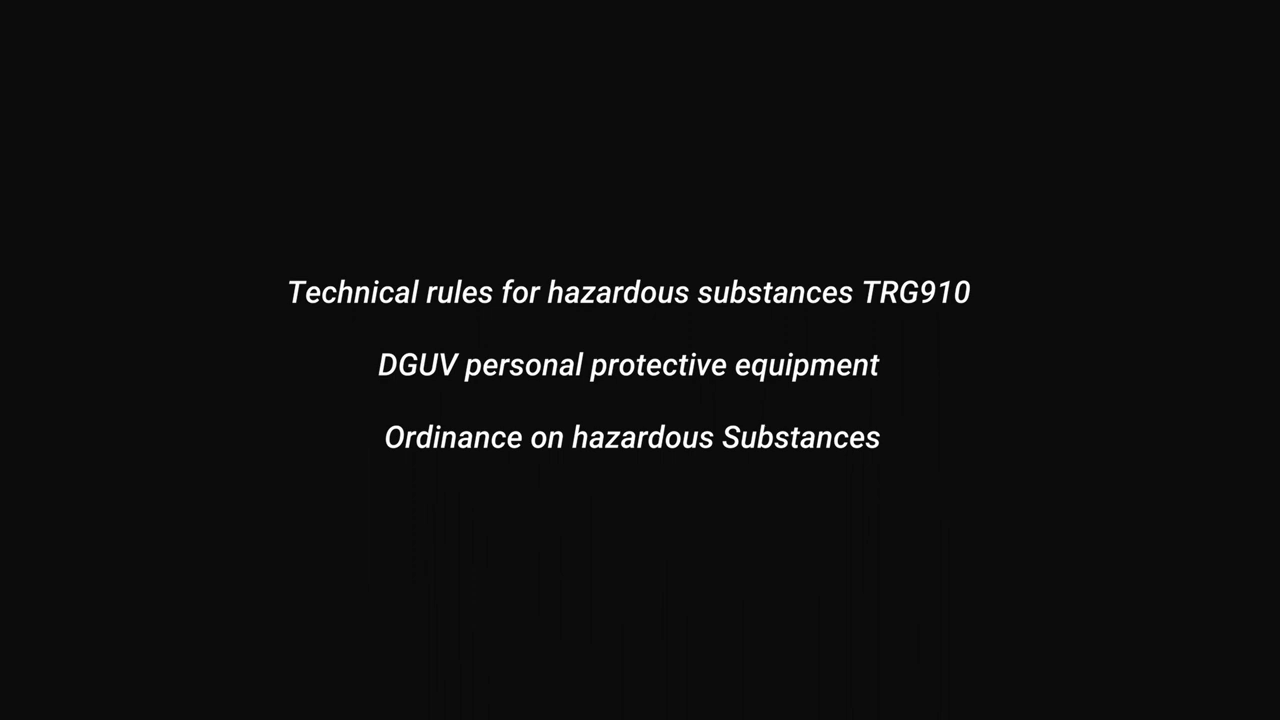 Technical rules for hazardous substances TRG910
DGUV personal protective equipment
Ordinance on hazardous Substances